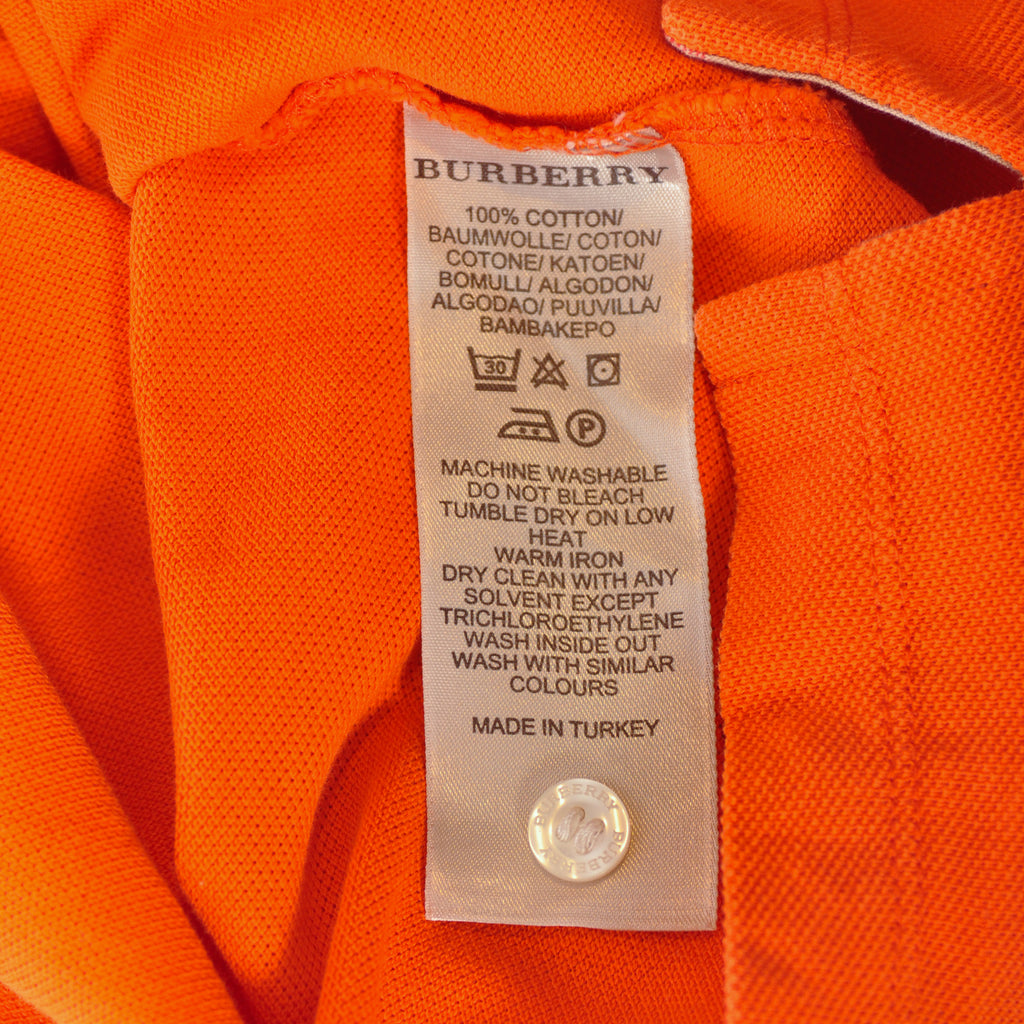 BURBERRY
100% COTTON/
BAUMWOLLE/ COTON/
COTONE/ KATOEN/
BOMULL/ ALGODON/
ALGODAO/ PUUVILLA/
BAMBAKEPO
30
P
MACHINE WASHABLE
DO NOT BLEACH
TUMBLE DRY ON LOW
HEAT
WARM IRON
DRY CLEAN WITH ANY
SOLVENT EXCEPT
TRICHLOROETHYLENE
WASH INSIDE OUT
WASH WITH SIMILAR
COLOURS
MADE IN TURKEY
BURBERRY
BURBERRY